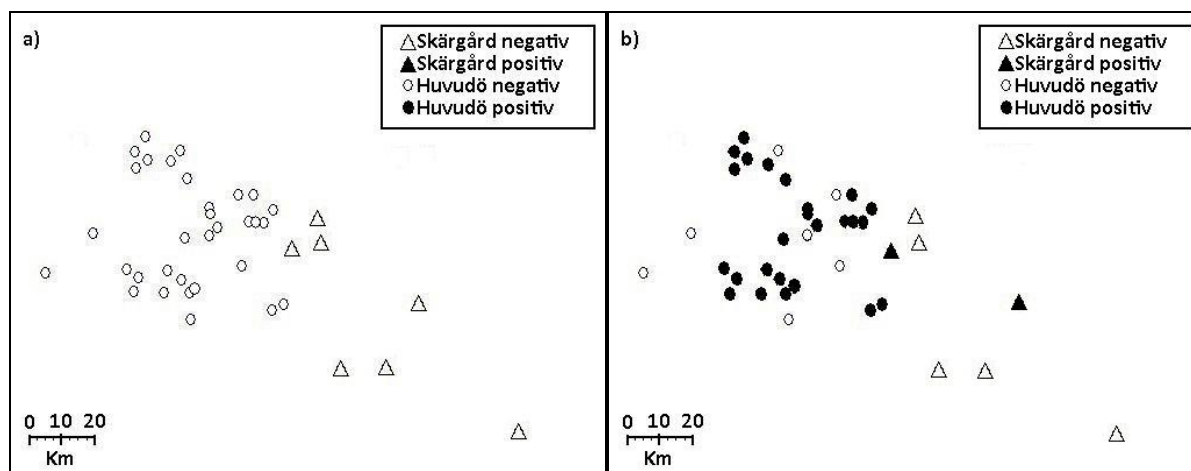 a)
Skärgård negativ
Skärgård positiv
Huvudö negativ
Huvudö positiv
0 10 20
Km
b)
Skärgård negativ
Skärgård positiv
Huvudö negativ
Huvudö positiv
0 10 20
Km